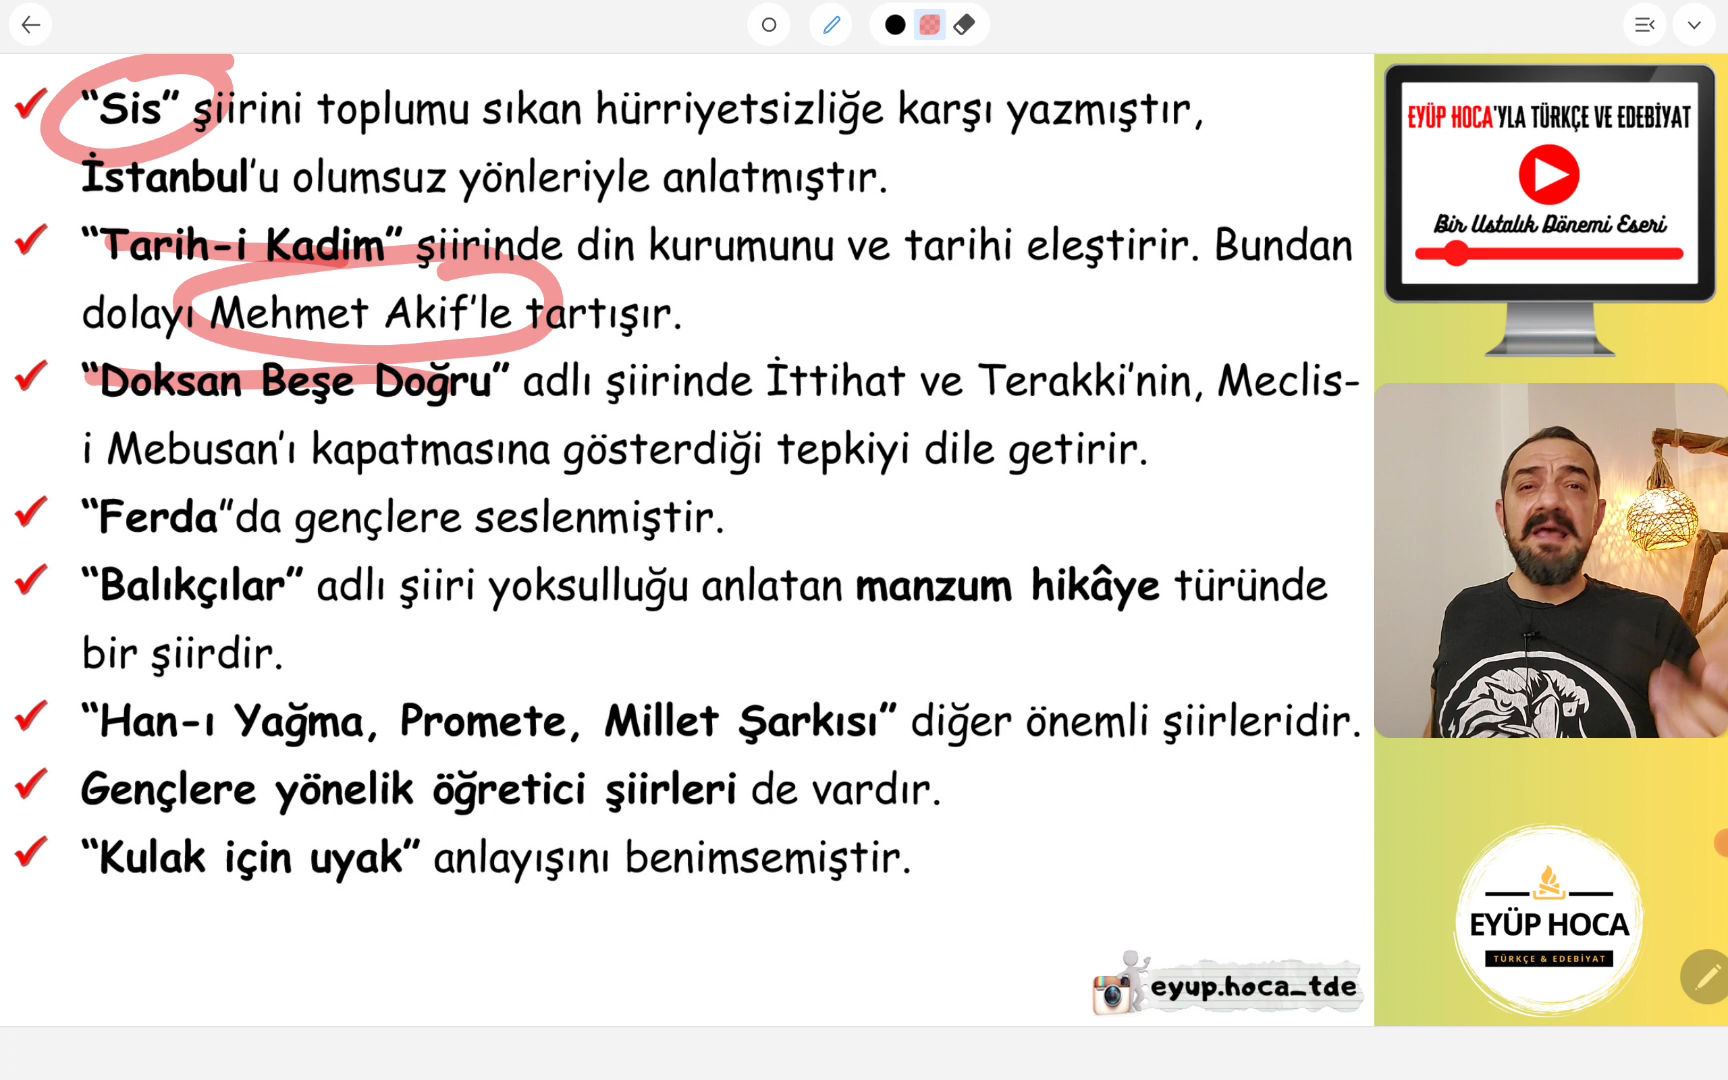 “Sis” şiirini toplumu sıkan hürriyetsizliğe karşı yazmıştır,
İstanbul’u olumsuz yönleriyle anlatmıştır.
“Tarih-i Kadim” şiirinde din kurumunu ve tarihi eleştirir. Bundan
dolayı Mehmet Akif’le tartışır.
“Doksan Beşe Doğru” adlı şiirinde İttihat ve Terakki’nin, Meclis-
i Mebusan’ı kapatmasına gösterdiği tepkiyi dile getirir.
“Ferda”da gençlere seslenmiştir.
“Balıkçılar” adlı şiiri yoksulluğu anlatan manzum hikâye türünde
bir şiirdir.
“Han-ı Yağma, Promete, Millet Şarkısı” diğer önemli şiirleridir.
Gençlere yönelik öğretici şiirleri de vardır.
“Kulak için uyak” anlayışını benimsemiştir.
eyup.hoca_tde
EYÜP HOCA'YLA TÜRKÇE VE EDEBİYAT
Bir Ustalık Dönemi Eseri
EYÜP HOCA
TÜRKÇE & EDEBİYAT